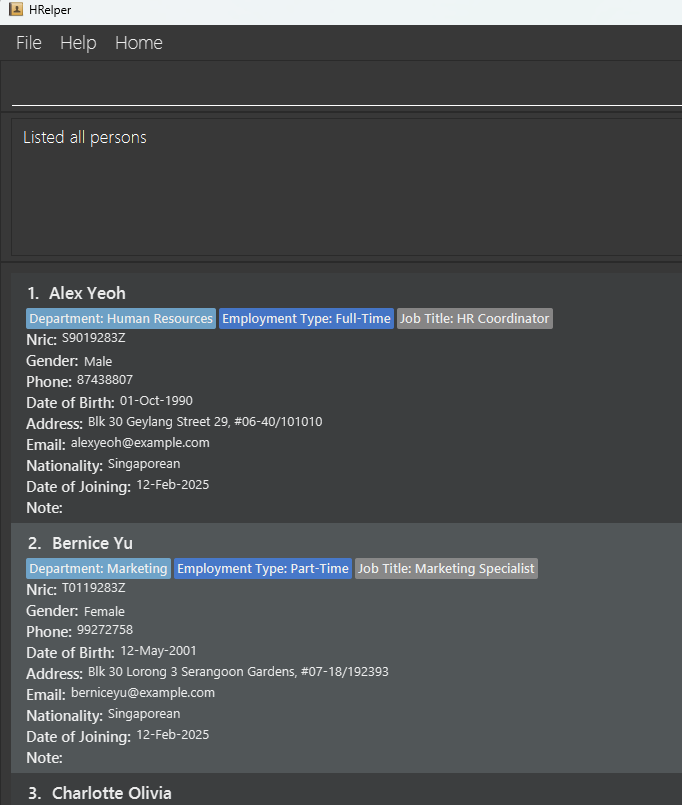 HRelper
File Help Home
Listed all persons
1. Alex Yeoh
Department: Human Resources Employment Type: Full-Time Job Title: HR Coordinator
Nric: S9019283Z
Gender: Male
Phone: 87438807
Date of Birth: 01-Oct-1990
Address: Blk 30 Geylang Street 29, #06-40/101010
Email: alexyeoh@example.com
Nationality: Singaporean
Date of Joining: 12-Feb-2025
Note:
2. Bernice Yu
Department: Marketing Employment Type: Part-Time Job Title: Marketing Specialist
Nric: T0119283Z
Gender: Female
Phone: 99272758
Date of Birth: 12-May-2001
Address: Blk 30 Lorong 3 Serangoon Gardens, #07-18/192393
Email: berniceyu@example.com
Nationality: Singaporean
Date of Joining: 12-Feb-2025
Note:
3. Charlotte Olivia